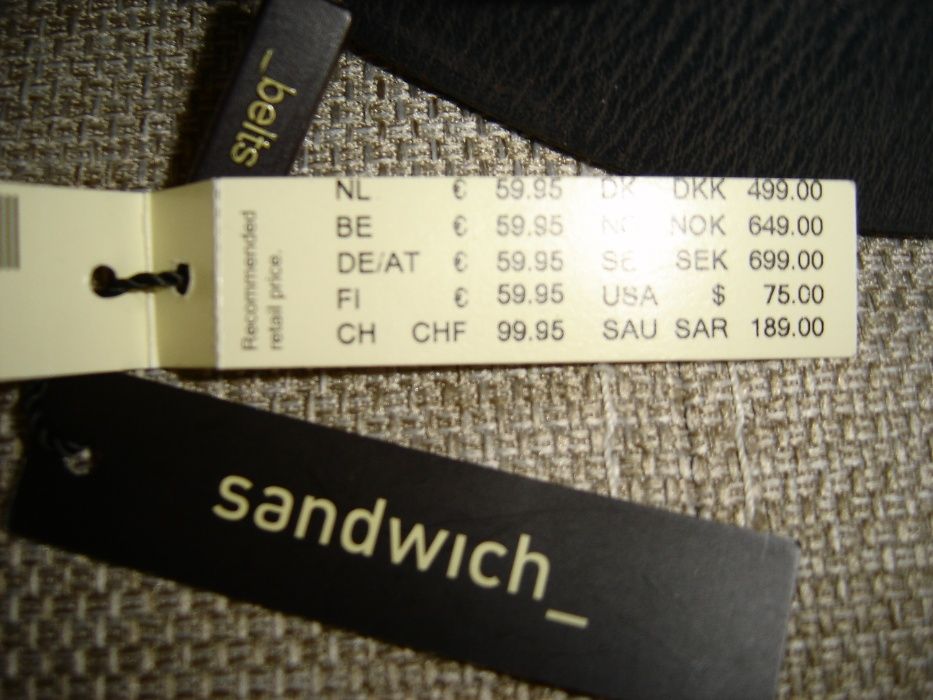 _belts
Recommended
retail price.
NL € 59.95 DK DKK 499.00
BE € 59.95 NO NOK 649.00
DE/AT € 59.95 SE SEK 699.00
FI € 59.95 USA $ 75.00
CH CHF 99.95 SAU SAR 189.00
sandwich_